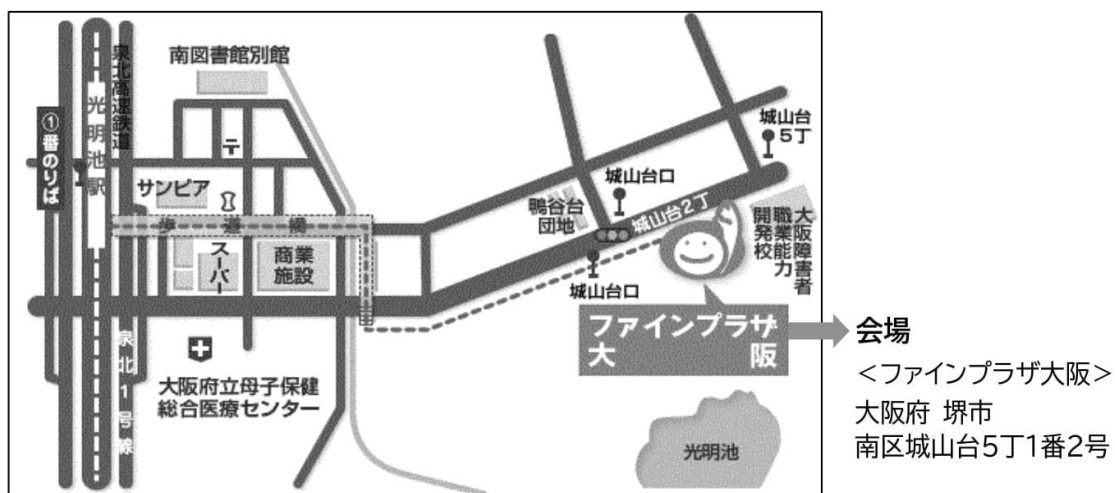 南図書館別館
泉北高速鉄道
光明池駅
①番のりば
〒
サンピア
歩道橋
スーパー
商業
施設
鴨谷台
団地
城山台口
城山台
5丁
城山台2丁
城山台口
大阪障害者
職業能力
開発校
ファインプラザ
大阪
泉北1号線
大阪府立母子保健
総合医療センター
光明池
会場
<ファインプラザ大阪>
大阪府 堺市
南区城山台5丁1番2号